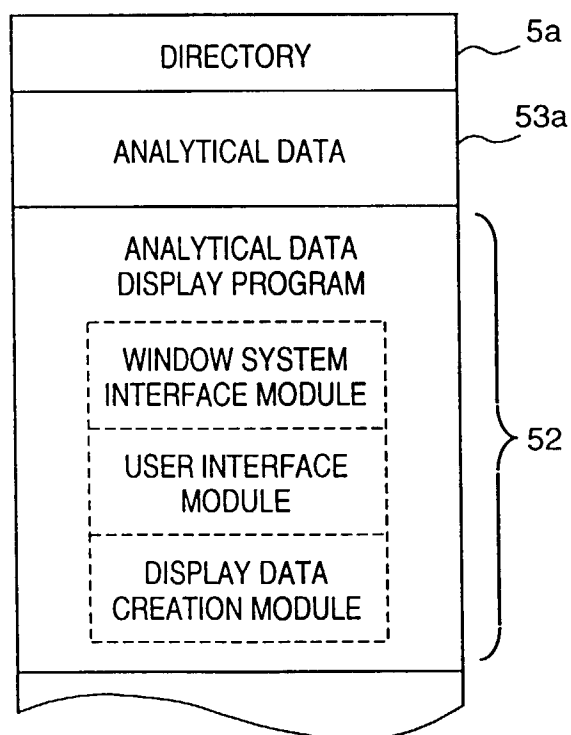 DIRECTORY
5a
ANALYTICAL DATA
53a
ANALYTICAL DATA
DISPLAY PROGRAM
WINDOW SYSTEM
INTERFACE MODULE
USER INTERFACE
MODULE
DISPLAY DATA
CREATION MODULE
52